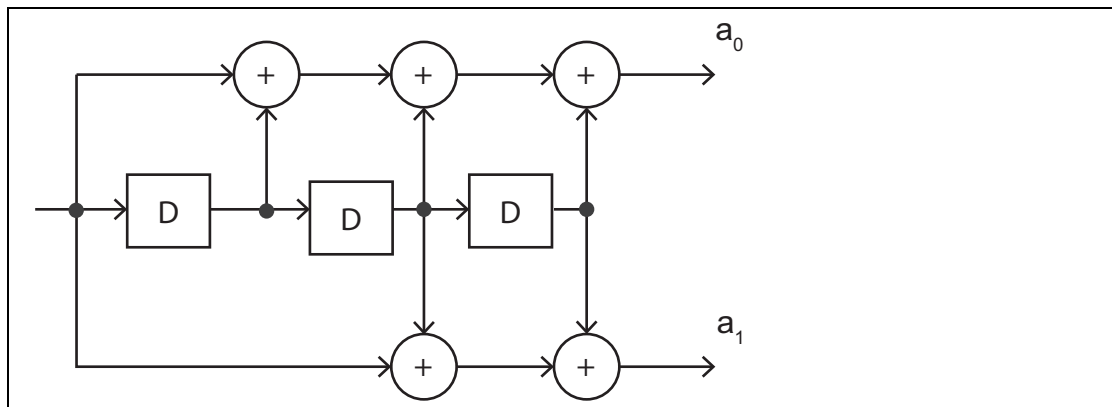 a₀
+ + +
D D D
a₁
+ +